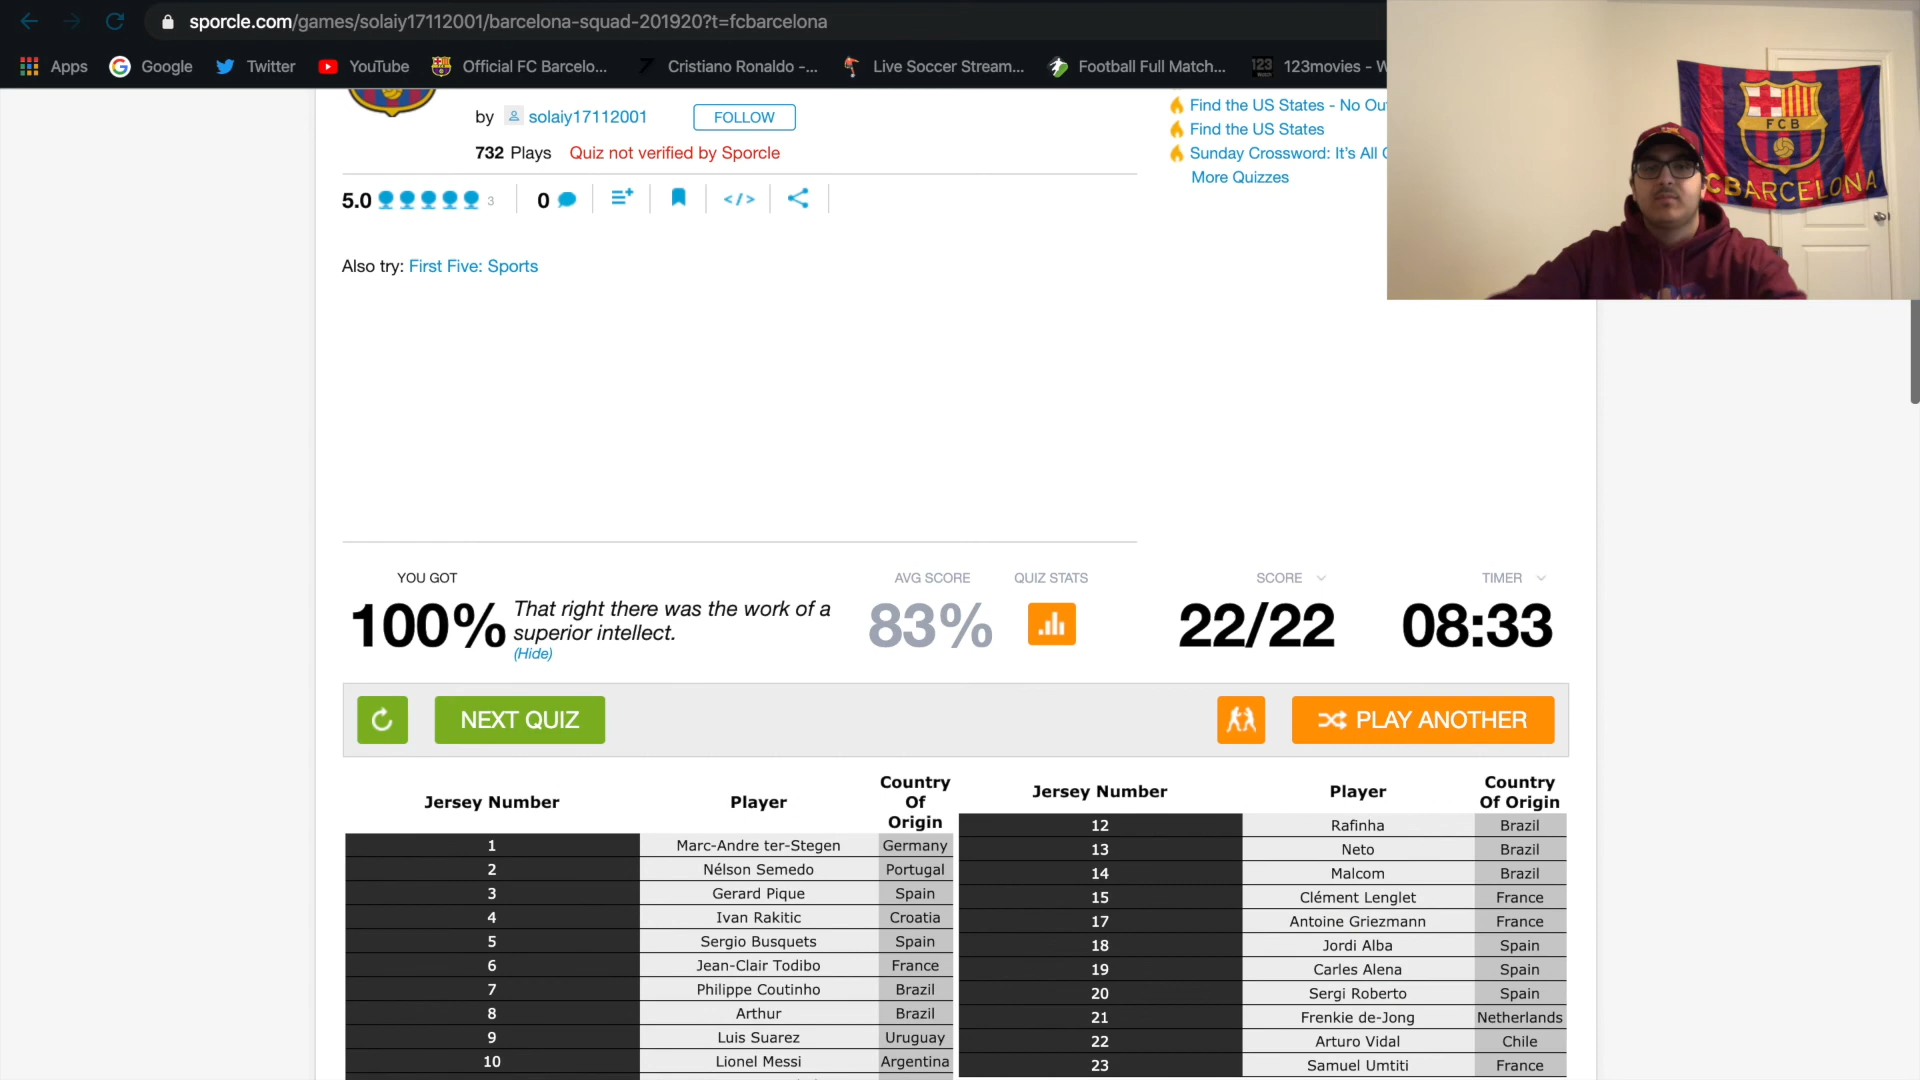 sporcle.com/games/solaiy17112001/barcelona-squad-201920?t=fcbarcelona
Apps Google Twitter YouTube Official FC Barcelo... Cristiano Ronaldo -... Live Soccer Stream... Football Full Match... 123movies - W
by solaiy17112001 FOLLOW
732 Plays Quiz not verified by Sporcle
5.0 3 0 </>
Also try: First Five: Sports
Find the US States - No Ou
Find the US States
Sunday Crossword: It's All
More Quizzes
FCB
CBARCELONA
YOU GOT
100%
That right there was the work of a
superior intellect.
(Hide)
AVG SCORE
83%
QUIZ STATS
SCORE
22/22
TIMER
08:33
NEXT QUIZ
PLAY ANOTHER
Jersey Number Player Country Of Origin
1 Marc-Andre ter-Stegen Germany
2 Nélson Semedo Portugal
3 Gerard Pique Spain
4 Ivan Rakitic Croatia
5 Sergio Busquets Spain
6 Jean-Clair Todibo France
7 Philippe Coutinho Brazil
8 Arthur Brazil
9 Luis Suarez Uruguay
10 Lionel Messi Argentina
Jersey Number Player Country Of Origin
12 Rafinha Brazil
13 Neto Brazil
14 Malcom Brazil
15 Clément Lenglet France
17 Antoine Griezmann France
18 Jordi Alba Spain
19 Carles Alena Spain
20 Sergi Roberto Spain
21 Frenkie de-Jong Netherlands
22 Arturo Vidal Chile
23 Samuel Umtiti France